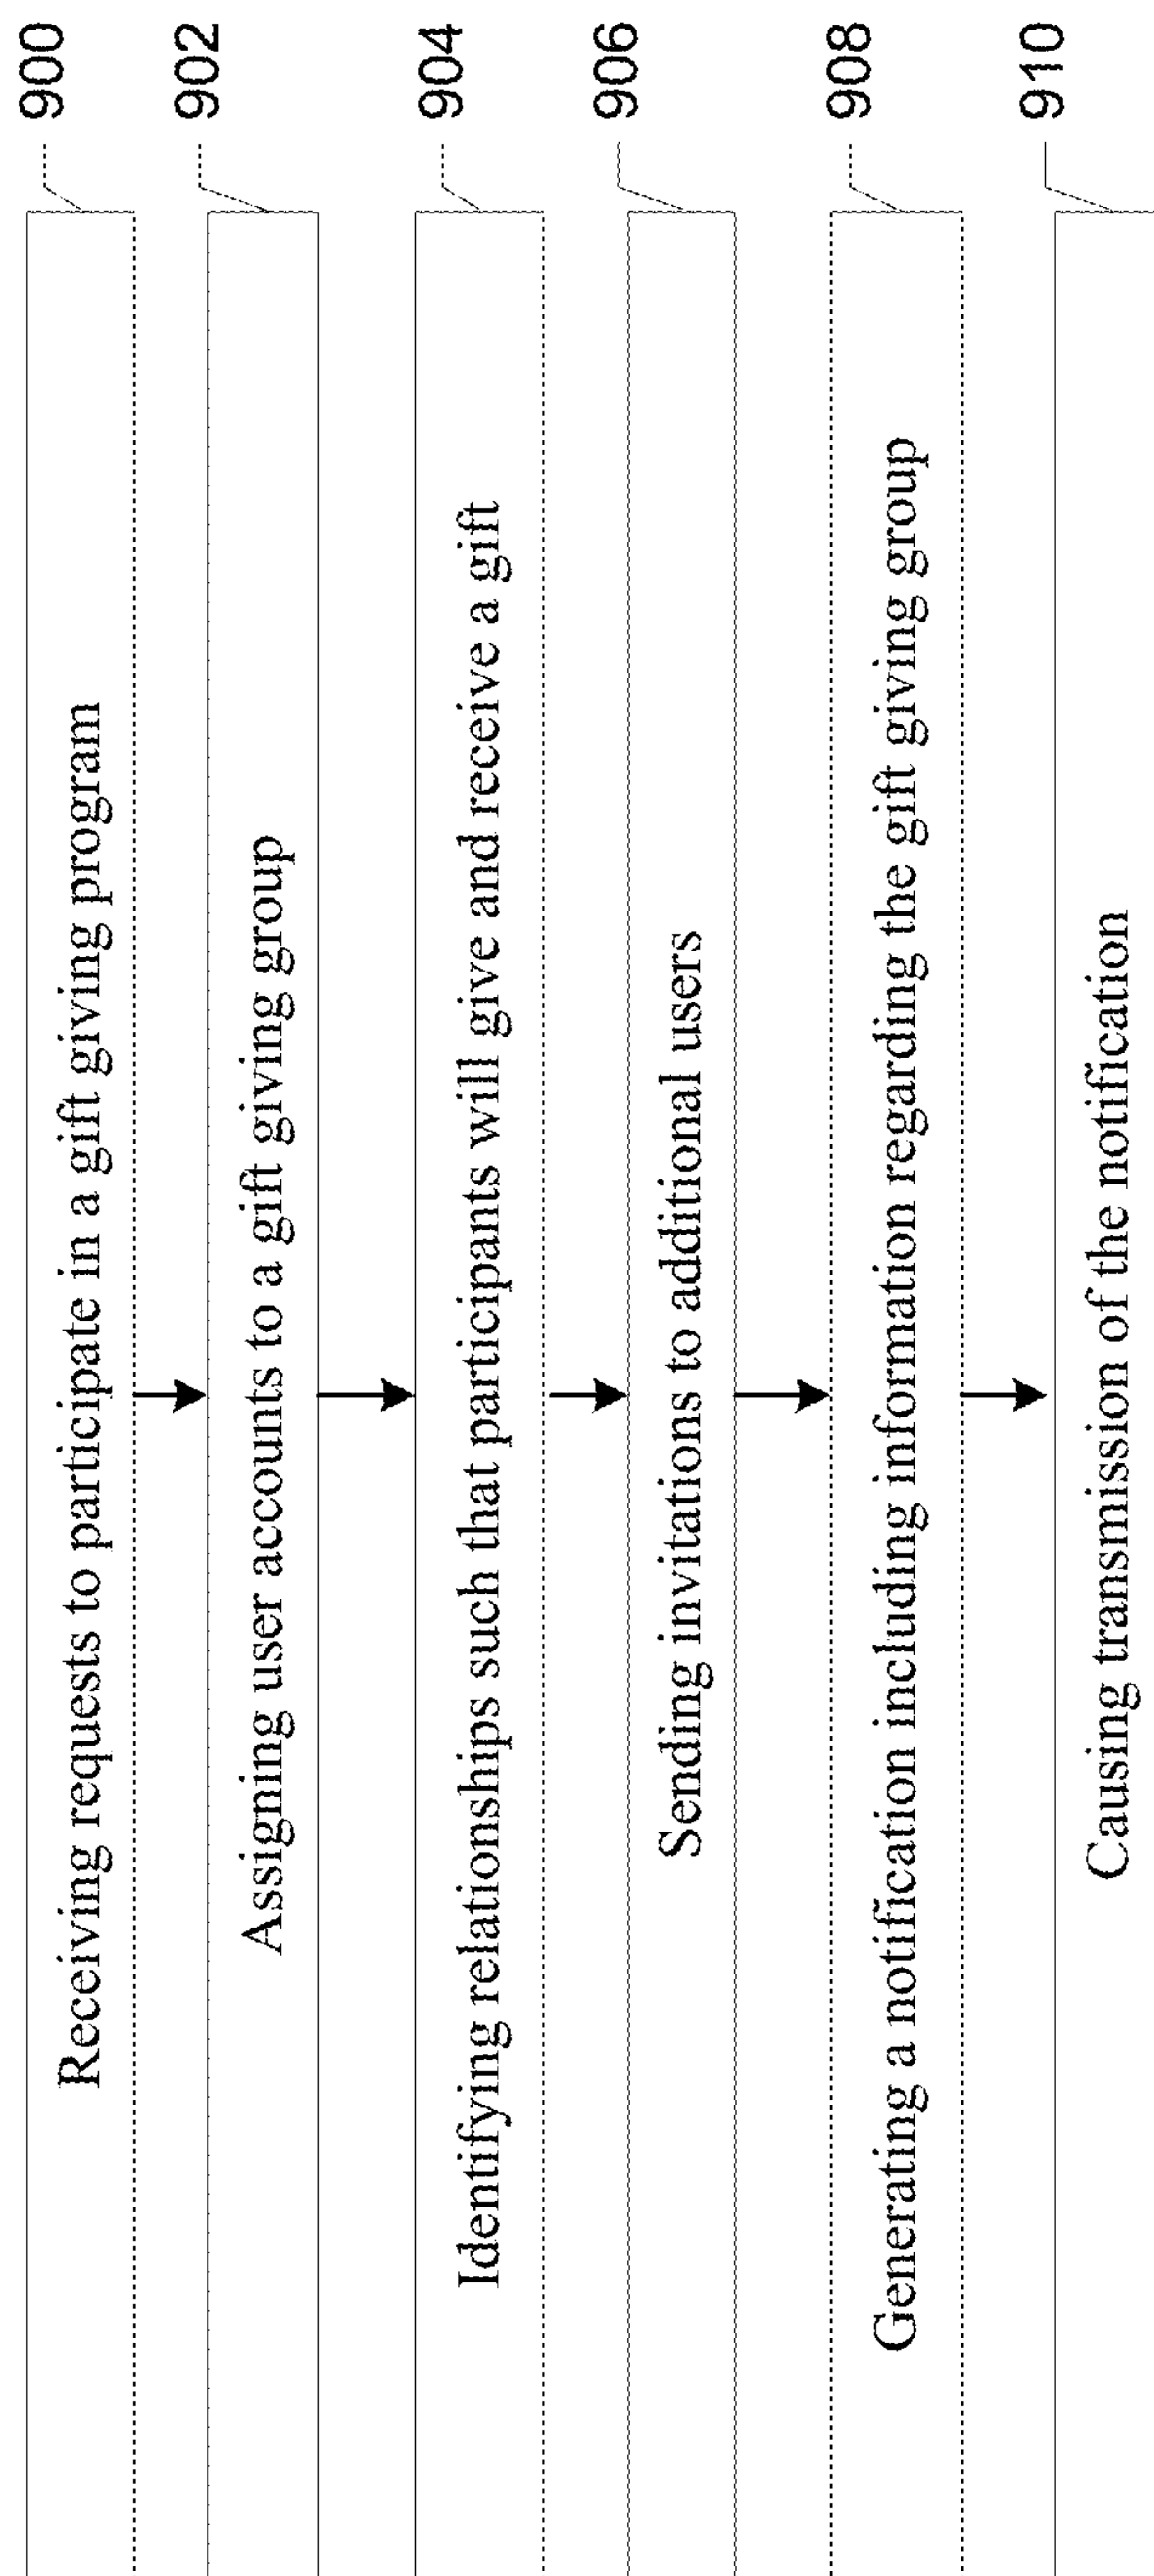 Receiving requests to participate in a gift giving program 900
Assigning user accounts to a gift giving group 902
Identifying relationships such that participants will give and receive a gift 904
Sending invitations to additional users 906
Generating a notification including information regarding the gift giving group 908
Causing transmission of the notification 910